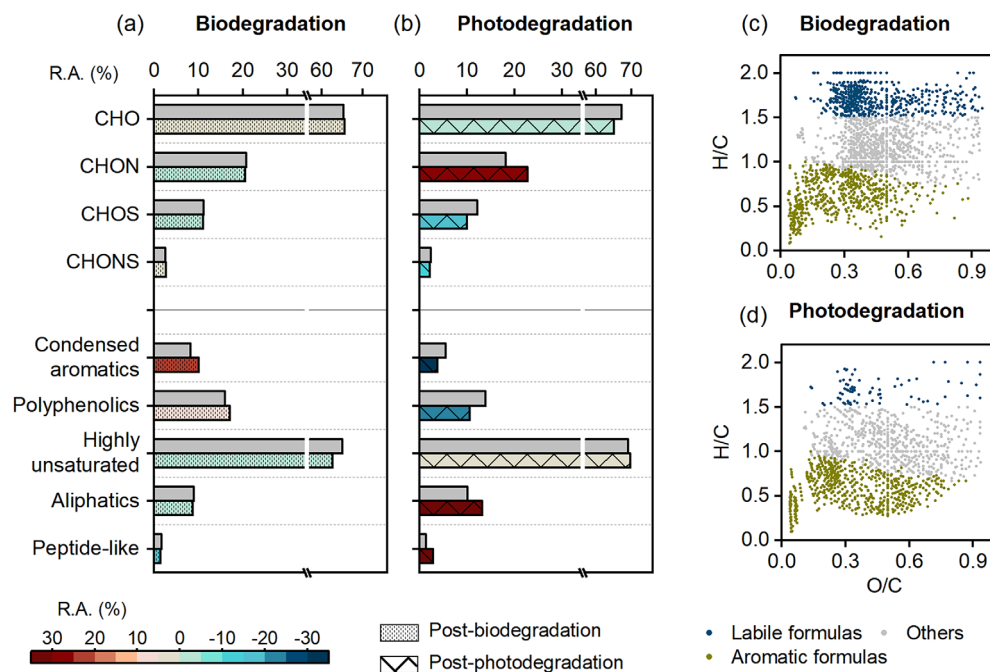 (a) Biodegradation
R.A. (%)
0 10 20 60 70
CHO
CHON
CHOS
CHONS
Condensed
aromatics
Polyphenolics
Highly
unsaturated
Aliphatics
Peptide-like
(b) Photodegradation
0 10 20 30 60 70
(c) Biodegradation
H/C
2.0
1.5
1.0
0.5
0.0 0.3 0.6 0.9
(d) Photodegradation
H/C
2.0
1.5
1.0
0.5
0.0
0.0 0.3 0.6 0.9
O/C
R.A. (%)
30 20 10 0 -10 -20 -30
Post-biodegradation
Post-photodegradation
Labile formulas
Others
Aromatic formulas